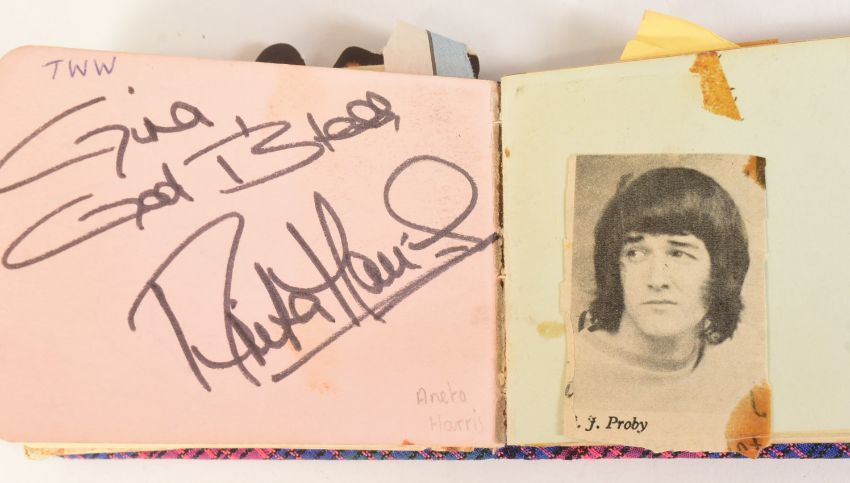 TWW
Gina
God Bless
Anita Harris
Aneta
Harris
. J. Proby